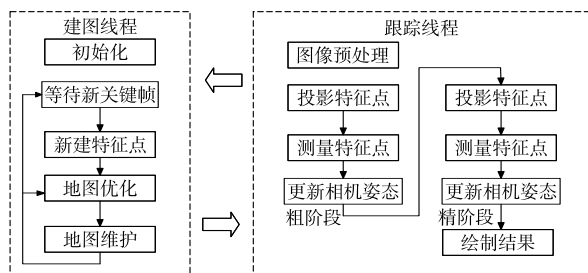 建图线程
初始化
等待新关键帧
新建特征点
地图优化
地图维护
跟踪线程
图像预处理
投影特征点
测量特征点
更新相机姿态
粗阶段
投影特征点
测量特征点
更新相机姿态
精阶段
绘制结果